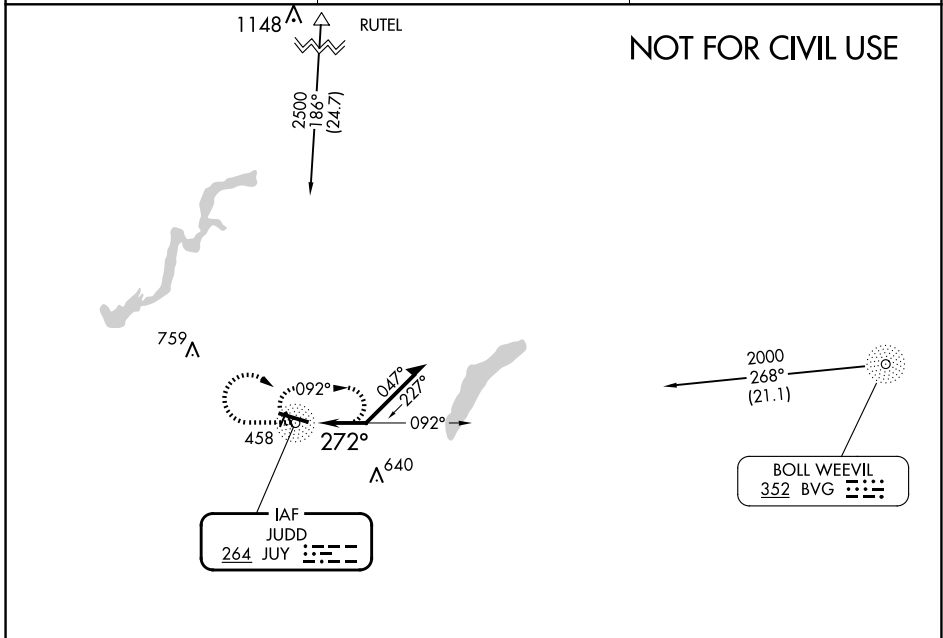 1148
RUTEL
NOT FOR CIVIL USE
2500
186°
(24.7)
759
092°
047°
227°
092°
458
272°
640
2000
268°
(21.1)
BOLL WEEVIL
352 BVG
IAF
JUDD
264 JUY